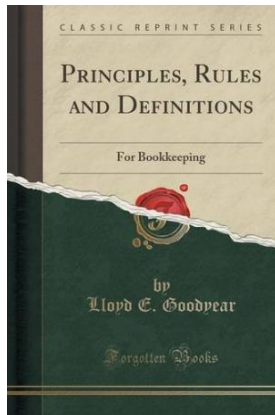 CLASSIC REPRINT SERIES
PRINCIPLES, RULES
AND DEFINITIONS
For Bookkeeping
by
Lloyd E. Goodyear
Forgotten Books